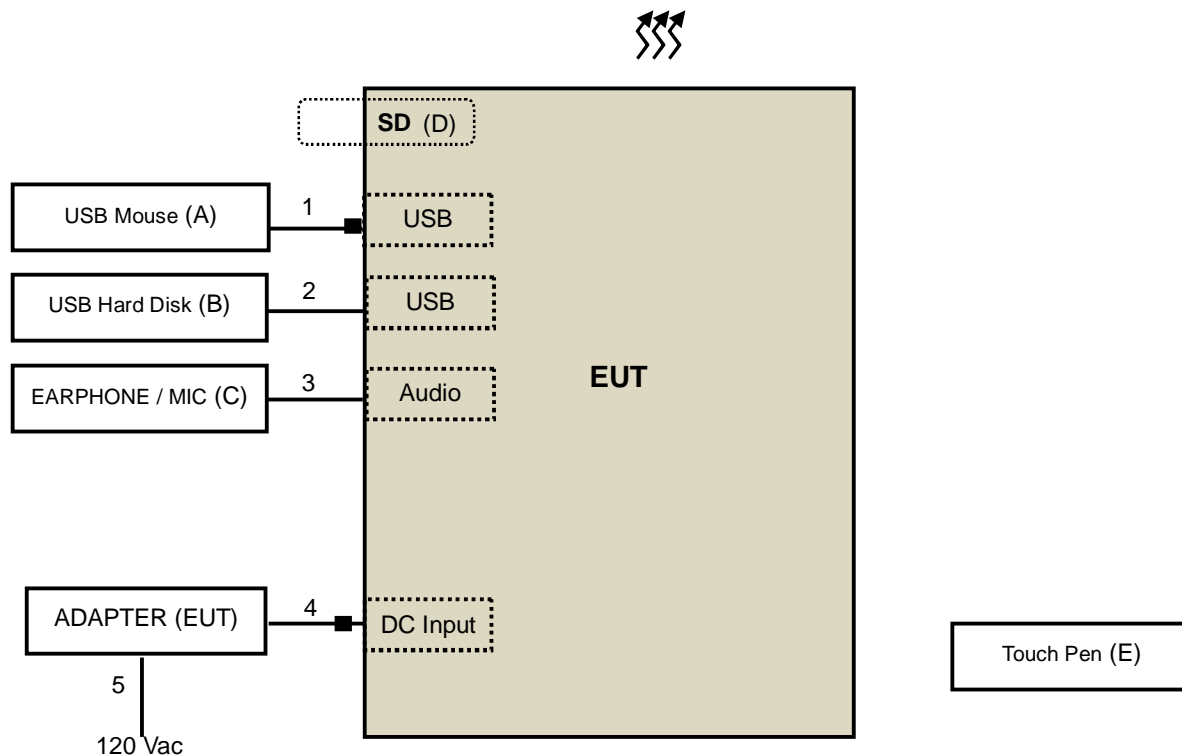 SD (D)
USB Mouse (A)
1
USB
USB Hard Disk (B)
2
USB
EARPHONE / MIC (C)
3
Audio
EUT
ADAPTER (EUT)
4
DC Input
Touch Pen (E)
5
120 Vac